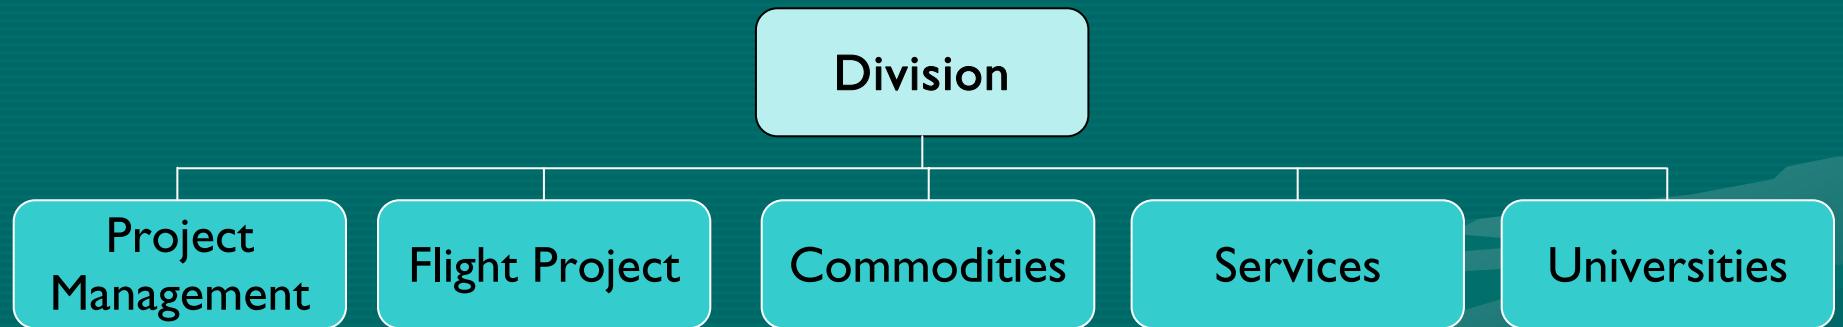 Division
Project
Management
Flight Project
Commodities
Services
Universities